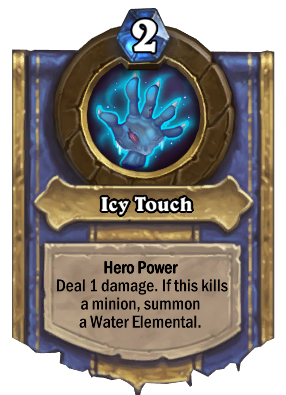 2
Icy Touch
Hero Power
Deal 1 damage. If this kills
a minion, summon
a Water Elemental.